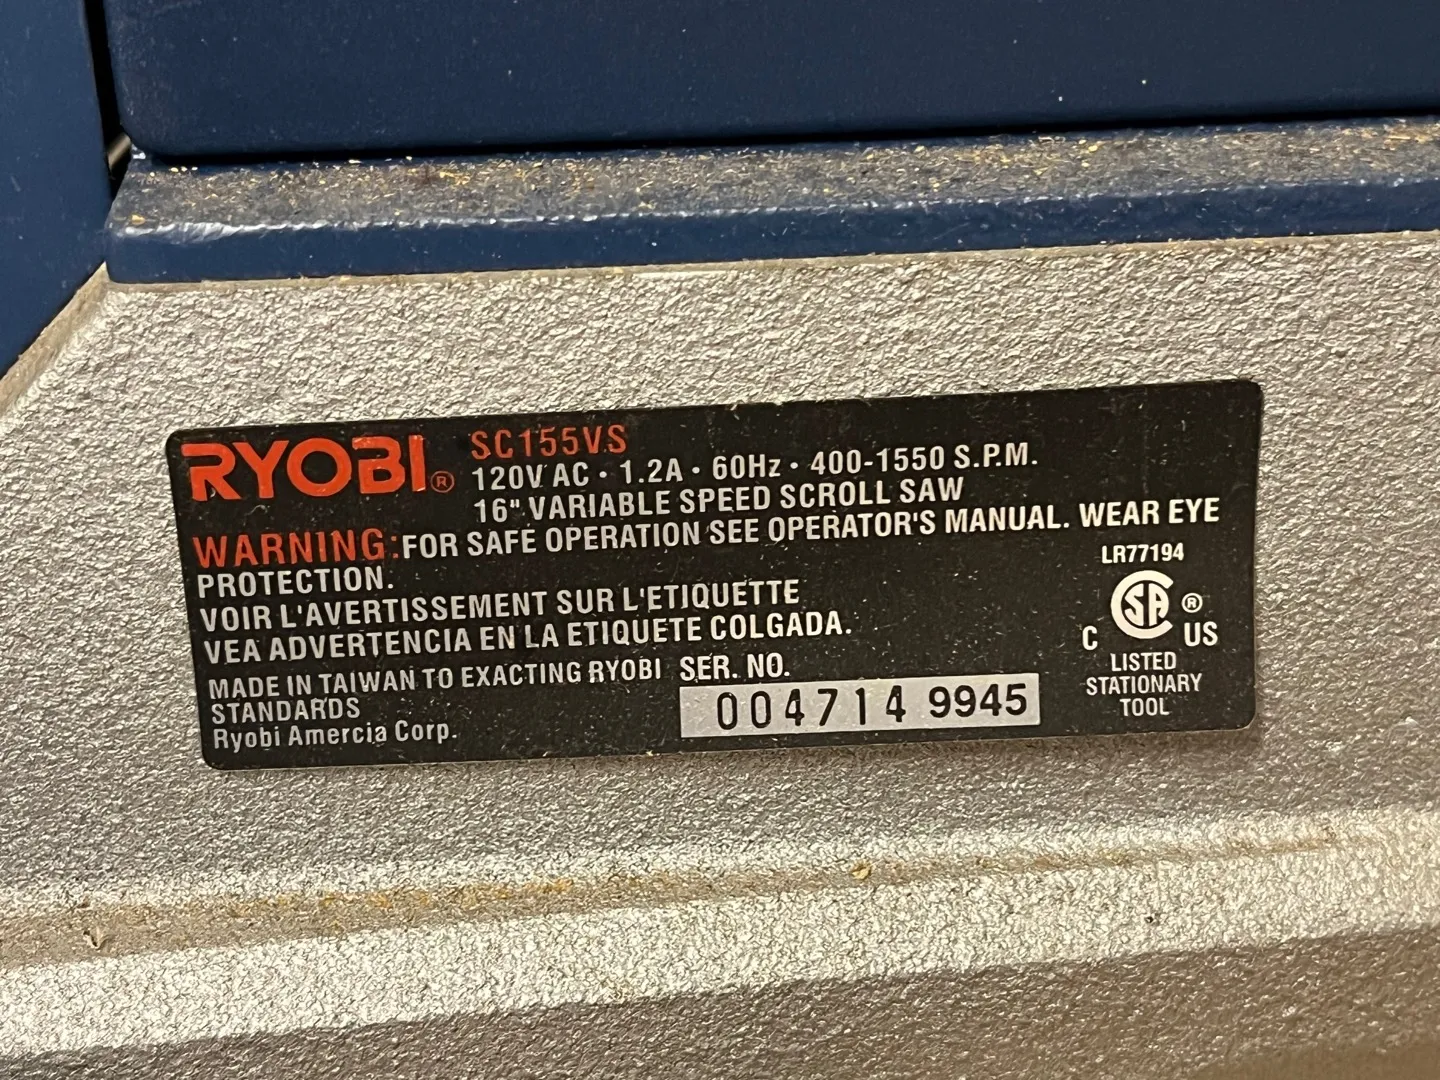 RYOBI® SC155VS
120V AC · 1.2A · 60Hz · 400-1550 S.P.M.
16" VARIABLE SPEED SCROLL SAW
WARNING:FOR SAFE OPERATION SEE OPERATOR'S MANUAL. WEAR EYE
PROTECTION.
VOIR L'AVERTISSEMENT SUR L'ETIQUETTE
VEA ADVERTENCIA EN LA ETIQUETE COLGADA.
MADE IN TAIWAN TO EXACTING RYOBI
STANDARDS
Ryobi Amercia Corp.
SER. NO.
004714 9945
LR77194
SA ®
C US
LISTED
STATIONARY
TOOL